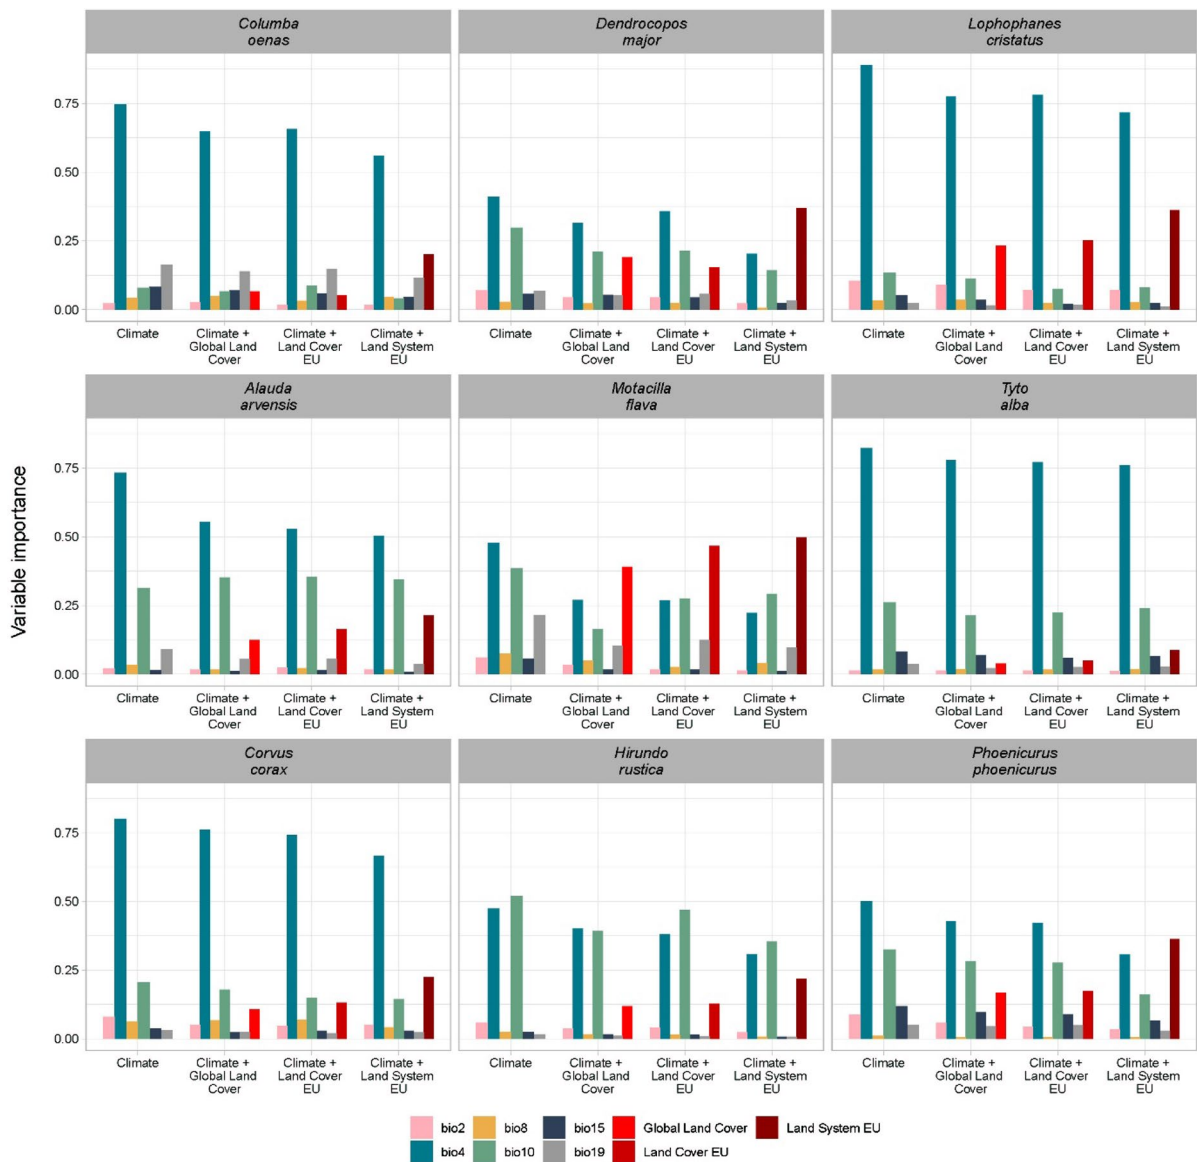 Columba
oenas
Dendrocopos
major
Lophophanes
cristatus
0.75
0.50
0.25
0.00
Climate
Climate +
Global Land
Cover
Climate +
Land Cover
EU
Climate +
Land System
EU
Climate
Climate +
Global Land
Cover
Climate +
Land Cover
EU
Climate +
Land System
EU
Climate
Climate +
Global Land
Cover
Climate +
Land Cover
EU
Climate +
Land System
EU
Alauda
arvensis
Motacilla
flava
Tyto
alba
Variable importance
0.75
0.50
0.25
0.00
Climate
Climate +
Global Land
Cover
Climate +
Land Cover
EU
Climate +
Land System
EU
Climate
Climate +
Global Land
Cover
Climate +
Land Cover
EU
Climate +
Land System
EU
Climate
Climate +
Global Land
Cover
Climate +
Land Cover
EU
Climate +
Land System
EU
Corvus
corax
Hirundo
rustica
Phoenicurus
phoenicurus
0.75
0.50
0.25
0.00
Climate
Climate +
Global Land
Cover
Climate +
Land Cover
EU
Climate +
Land System
EU
Climate
Climate +
Global Land
Cover
Climate +
Land Cover
EU
Climate +
Land System
EU
Climate
Climate +
Global Land
Cover
Climate +
Land Cover
EU
Climate +
Land System
EU
bio2 bio8 bio15 Global Land Cover Land System EU
bio4 bio10 bio19 Land Cover EU